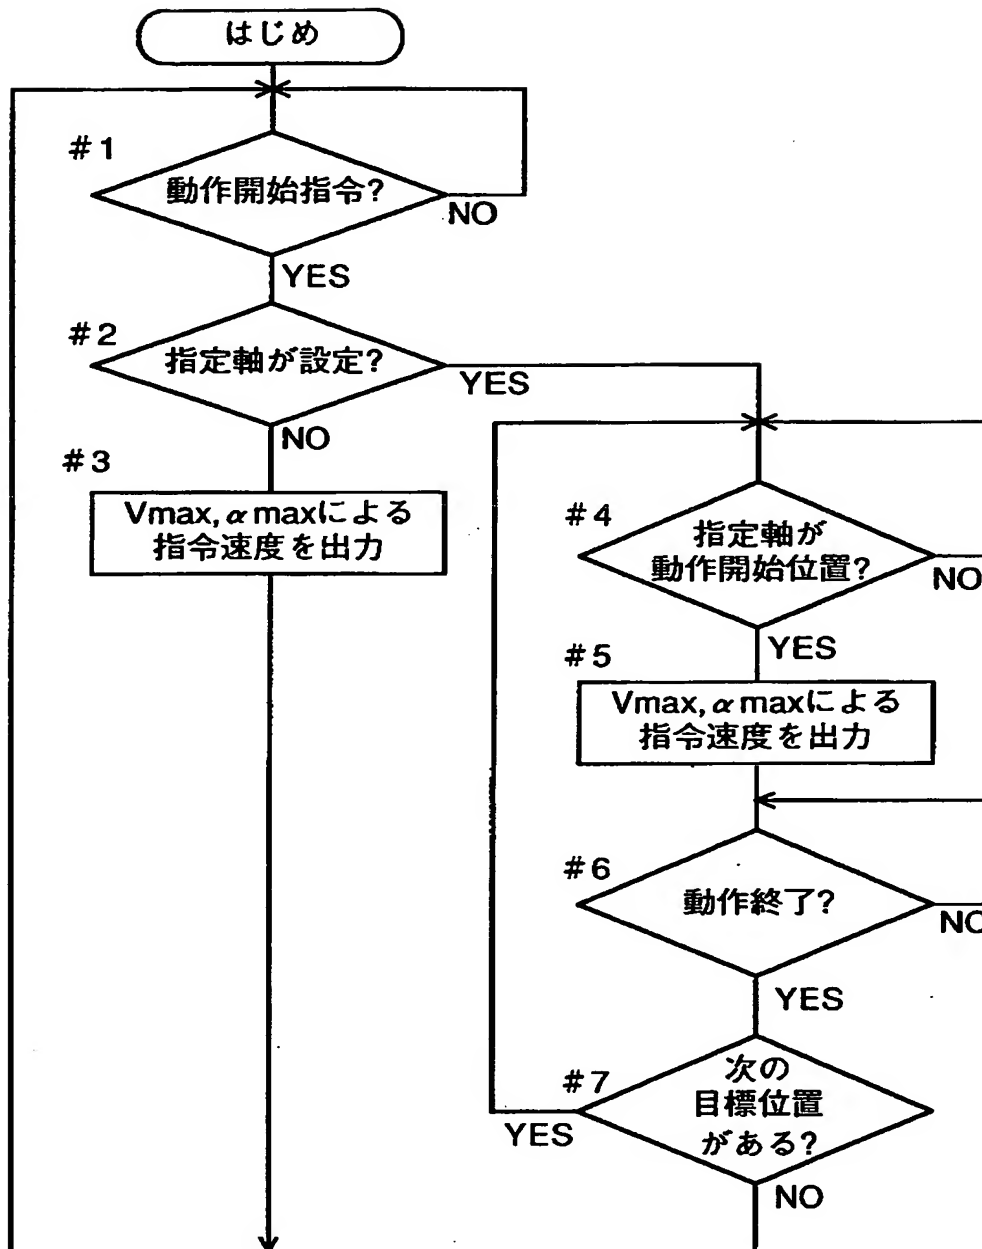 はじめ
#1
動作開始指令?
NO
YES
#2
指定軸が設定?
YES
NO
#3
Vmax,αmaxによる
指令速度を出力
#4
指定軸が
動作開始位置?
NO
YES
#5
Vmax,αmaxによる
指令速度を出力
#6
動作終了?
NO
YES
#7
次の
目標位置
がある?
YES
NO